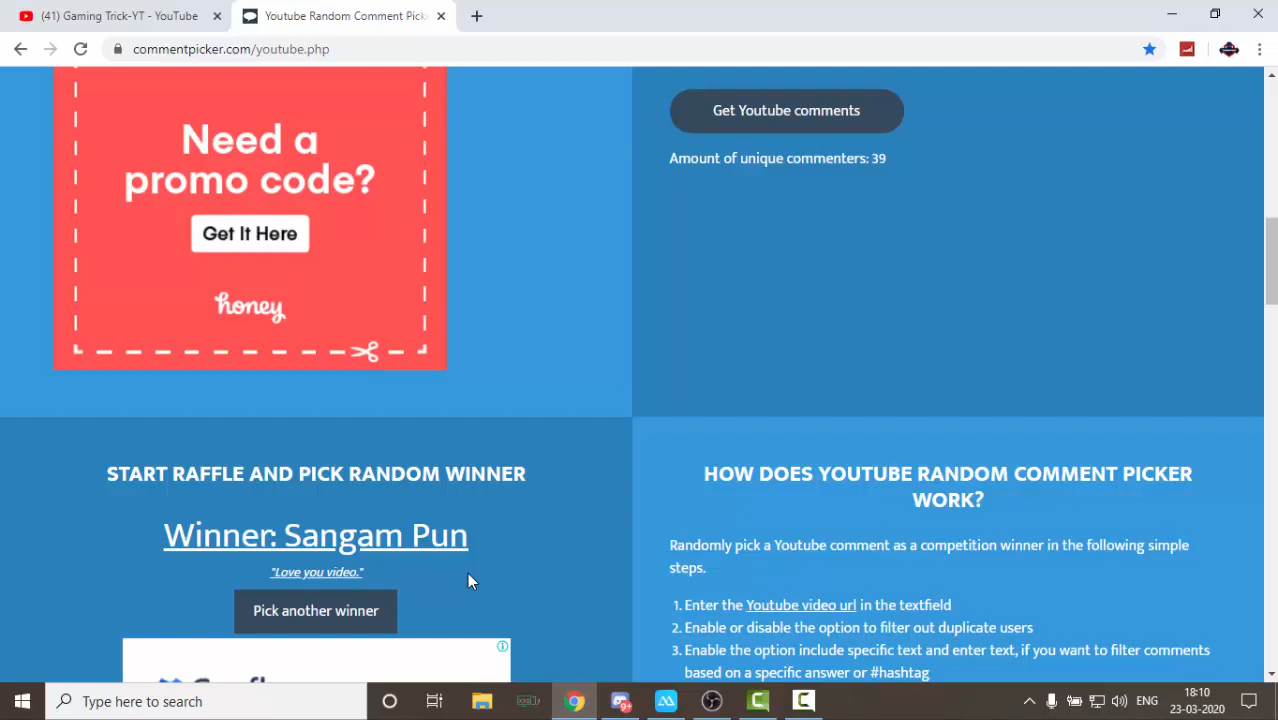 (41) Gaming Trick-YT - YouTube
Youtube Random Comment Pick
commentpicker.com/youtube.php
Need a
promo code?
Get It Here
honey
Get Youtube comments
Amount of unique commenters: 39
START RAFFLE AND PICK RANDOM WINNER
Winner: Sangam Pun
"Love you video."
Pick another winner
HOW DOES YOUTUBE RANDOM COMMENT PICKER
WORK?
Randomly pick a Youtube comment as a competition winner in the following simple
steps.
1. Enter the Youtube video url in the textfield
2. Enable or disable the option to filter out duplicate users
3. Enable the option include specific text and enter text, if you want to filter comments
based on a specific answer or #hashtag
Type here to search
ENG
18:10
23-03-2020